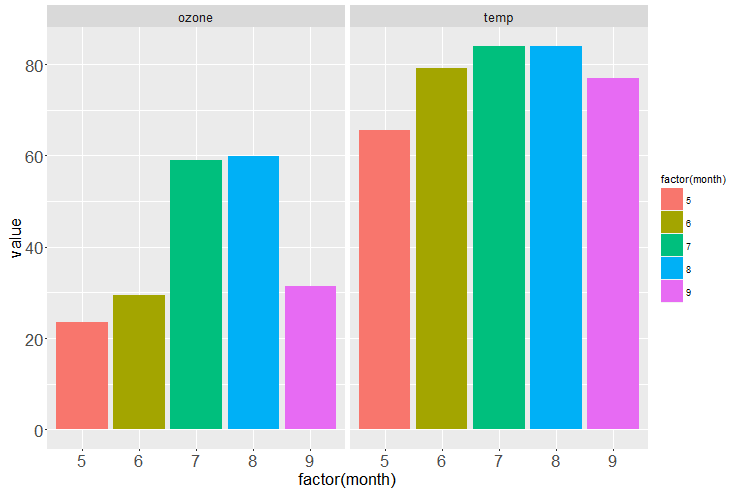 ozone temp
80
60
40
20
0
value
5 6 7 8 9 5 6 7 8 9
factor(month)
factor(month)
5
6
7
8
9